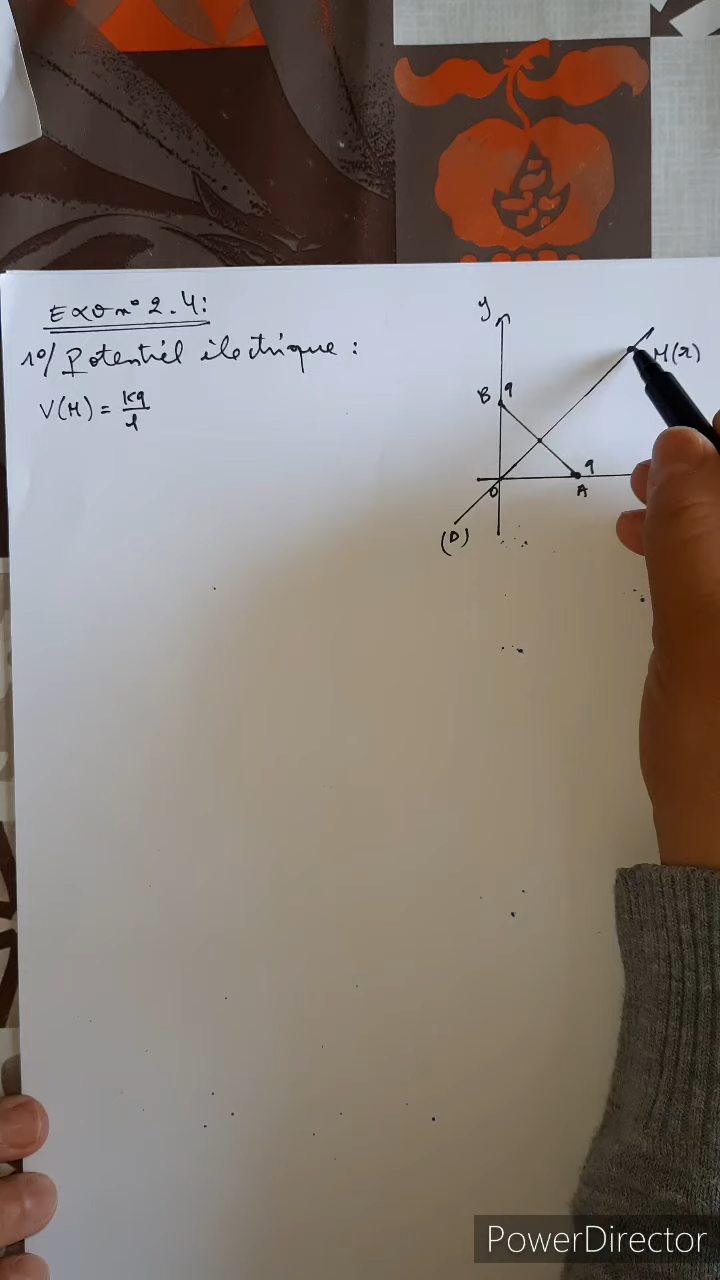 Exo n° 2.4:
1°/ Potentiel électrique :
V(M) = kq/r
y
B q
M(x)
q
O A
(D)
PowerDirector